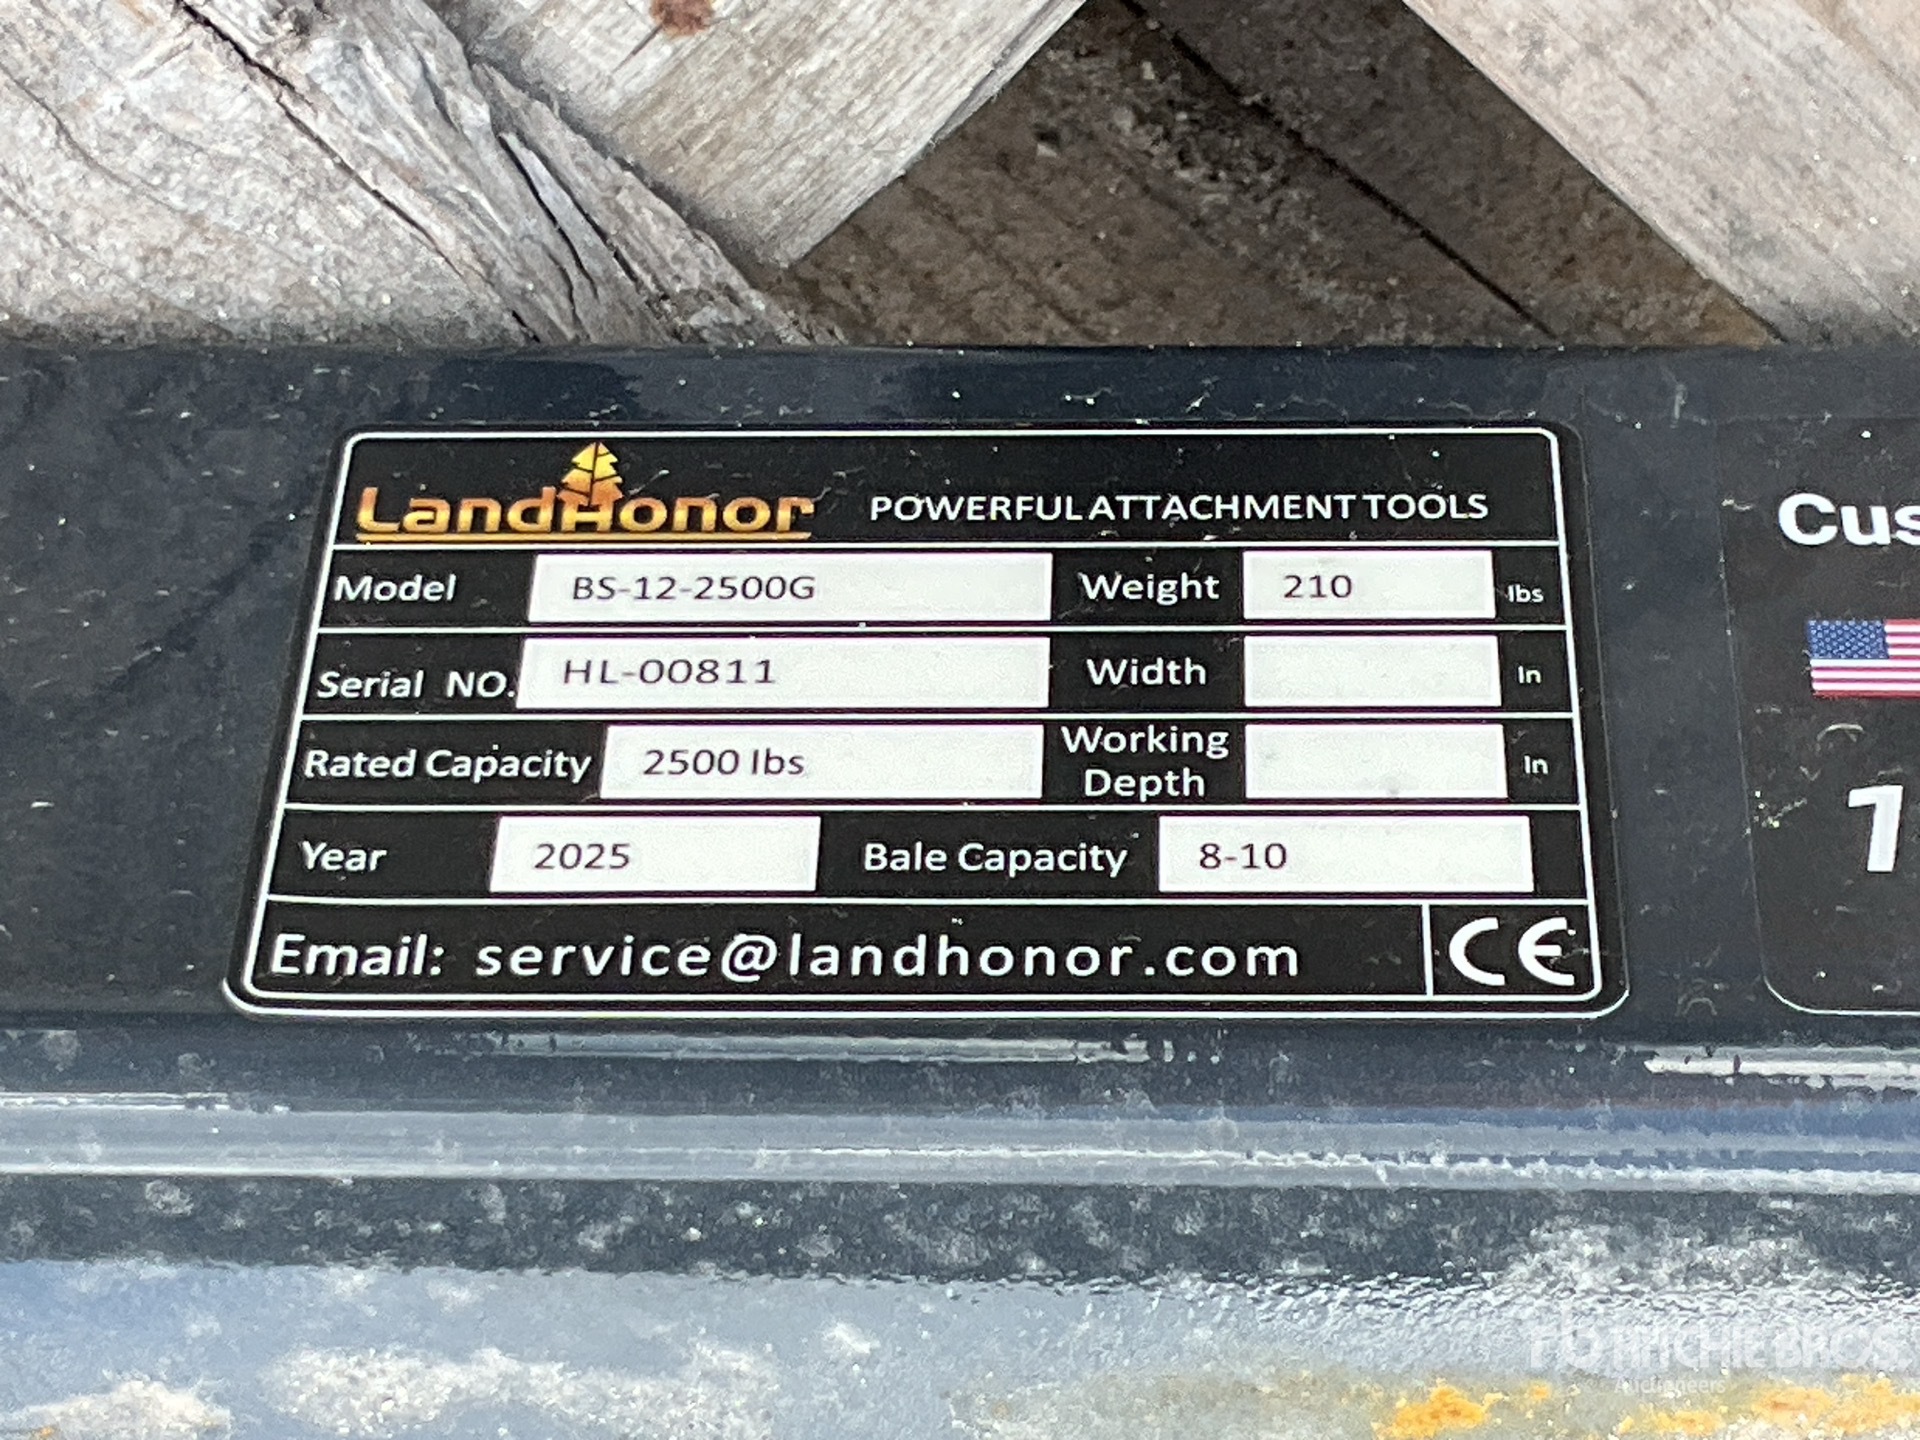 LandHonor POWERFUL ATTACHMENT TOOLS
Model BS-12-2500G Weight 210 lbs
Serial NO. HL-00811 Width In
Rated Capacity 2500 lbs Working Depth In
Year 2025 Bale Capacity 8-10
Email: service@landhonor.com CE
Cus
1
RITCHIE BROS.
Auctioneers